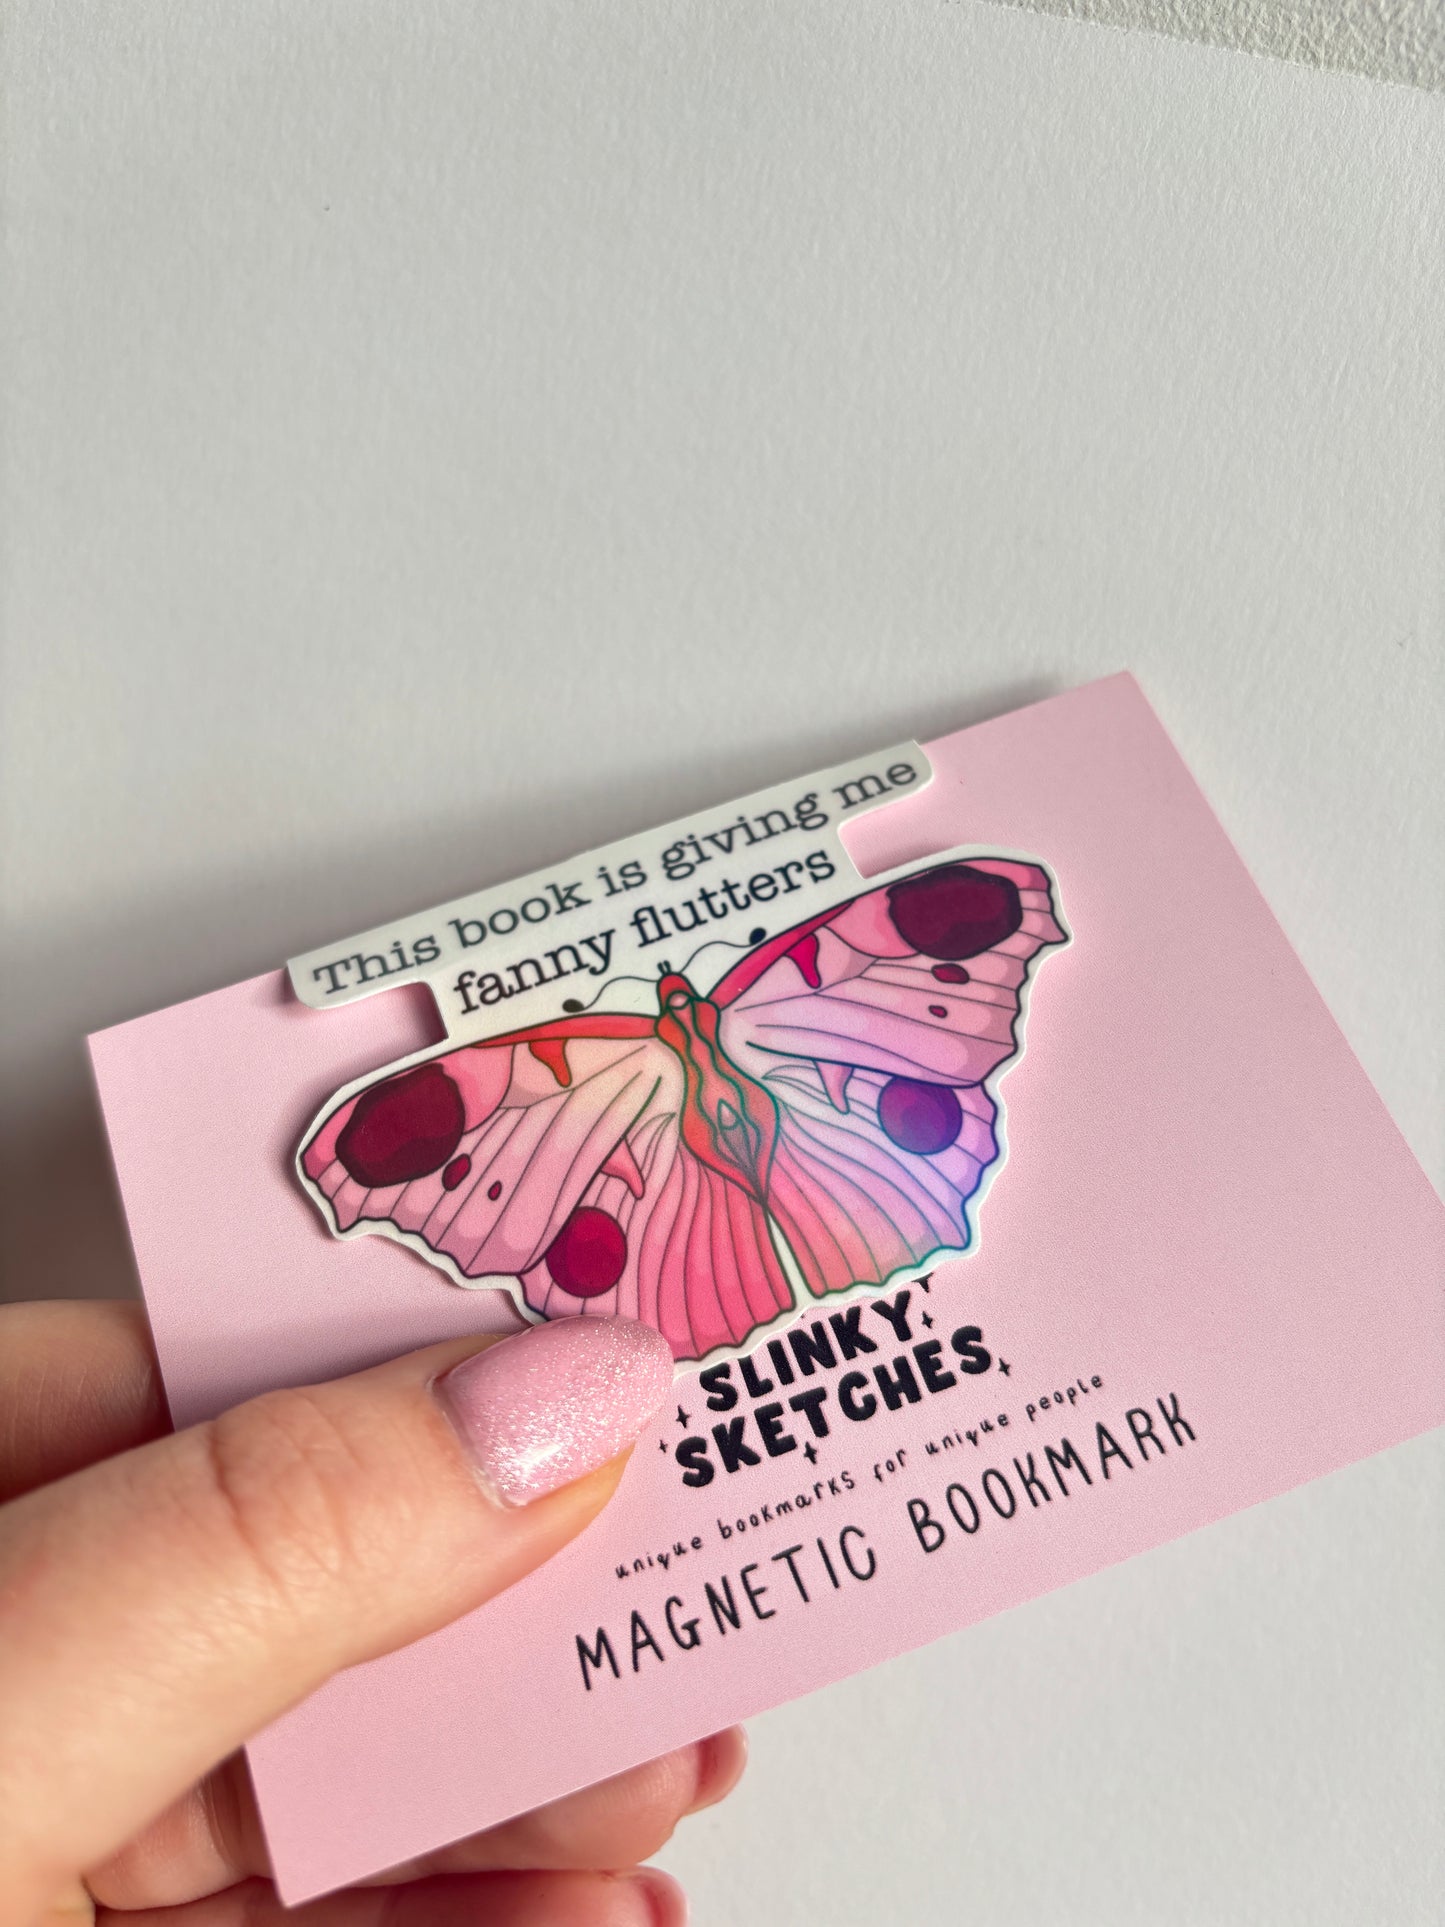 This book is giving me
fanny flutters
SLINKY
SKETCHES
unique bookmarks for unique people
MAGNETIC BOOKMARK